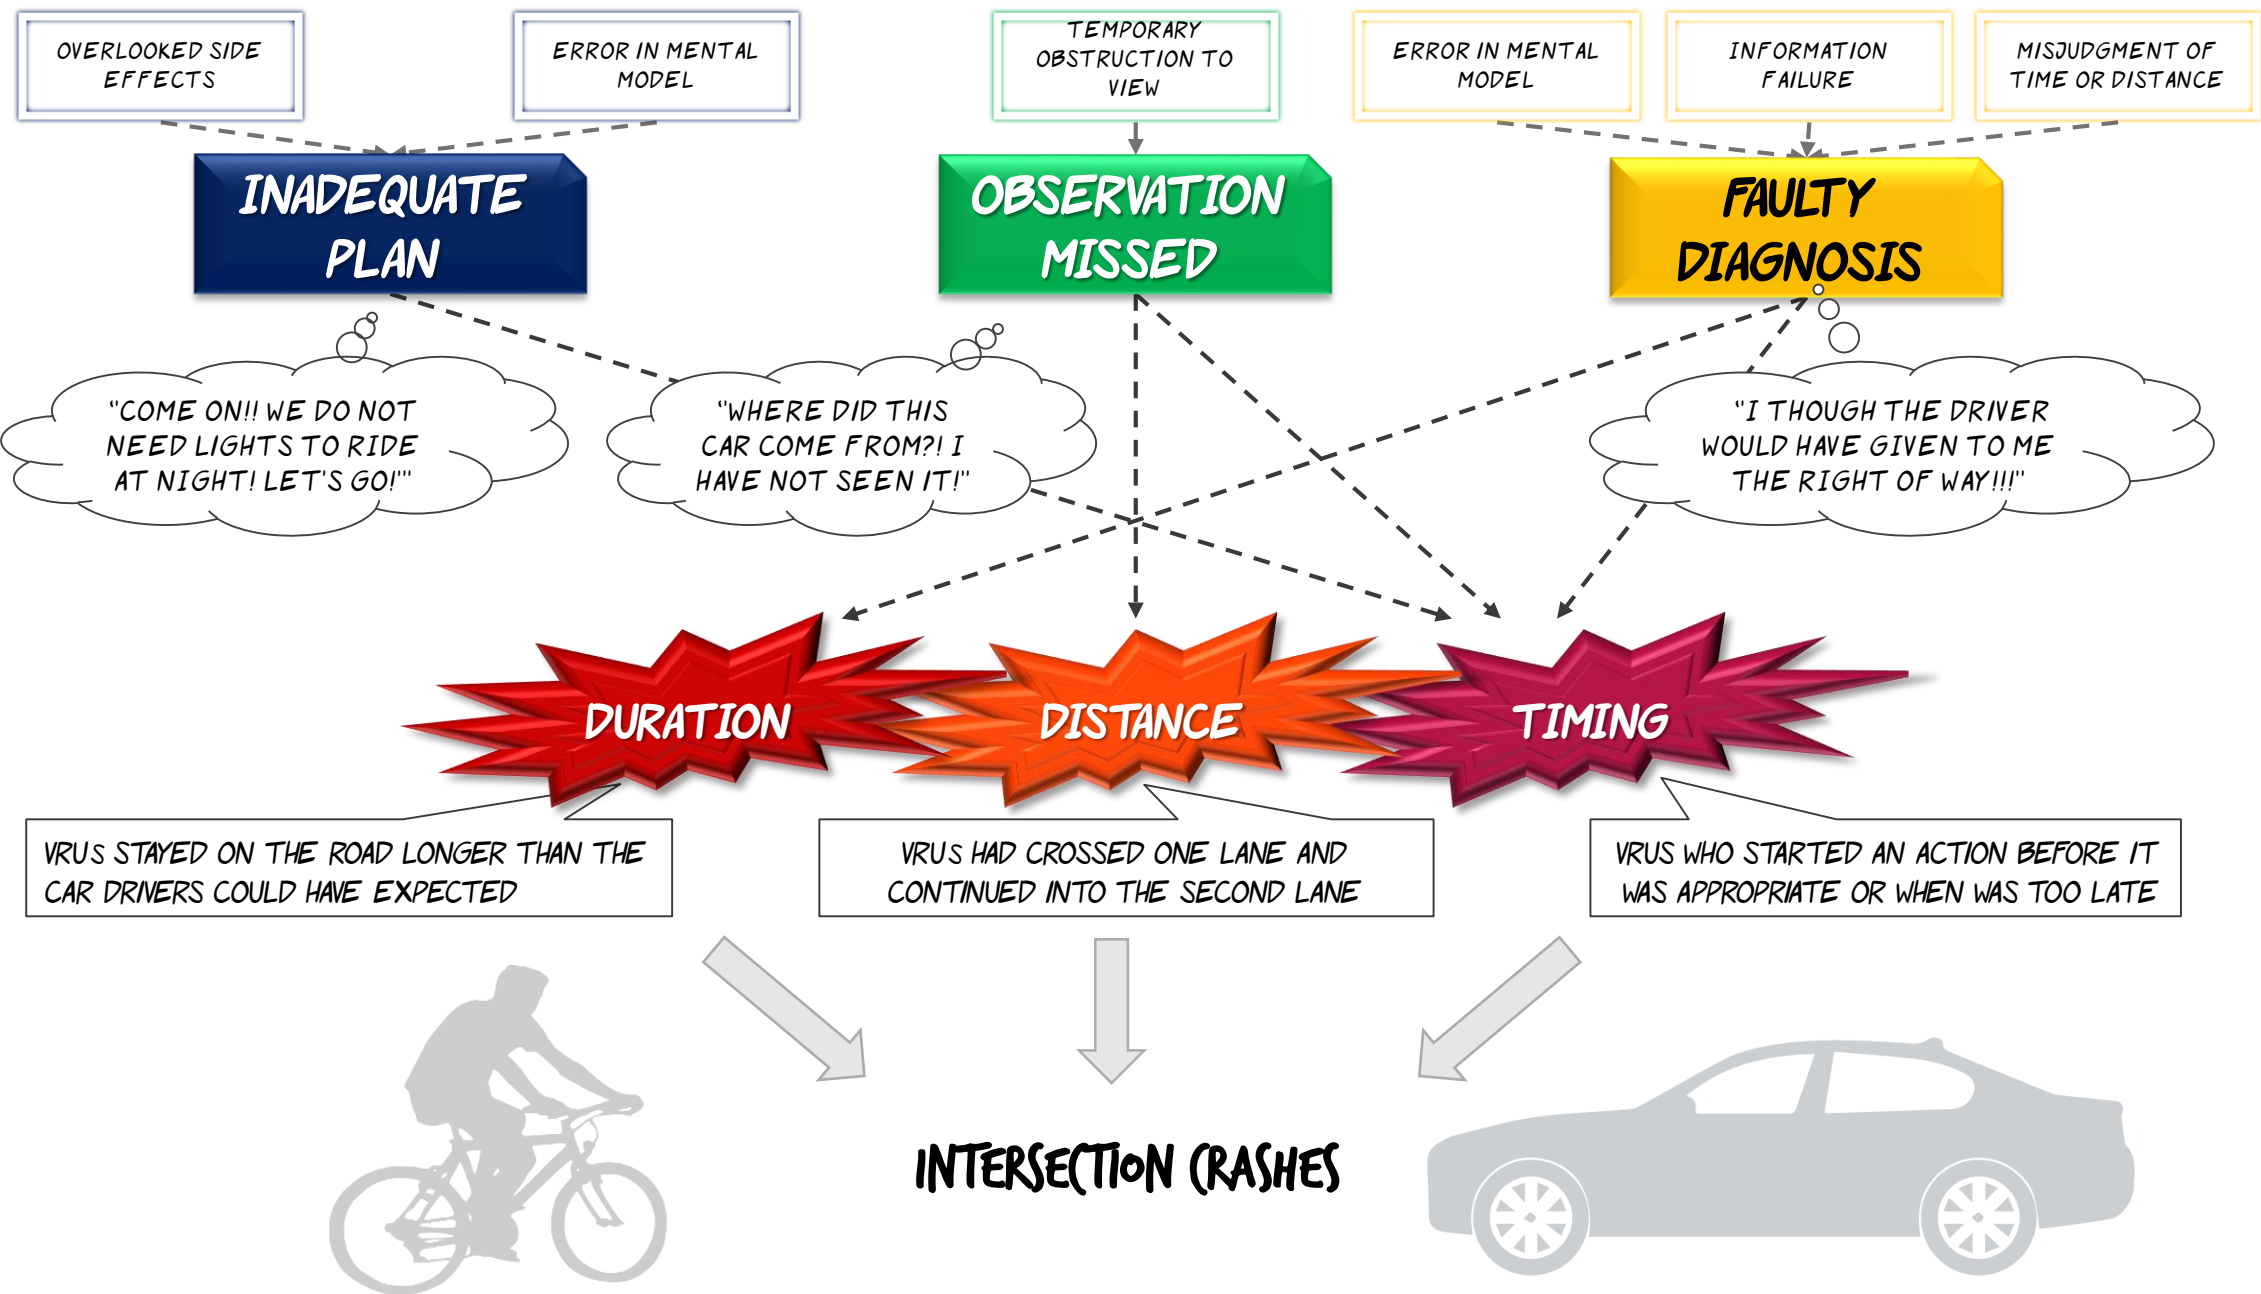 OVERLOOKED SIDE
EFFECTS
ERROR IN MENTAL
MODEL
TEMPORARY
OBSTRUCTION TO
VIEW
ERROR IN MENTAL
MODEL
INFORMATION
FAILURE
MISJUDGMENT OF
TIME OR DISTANCE
INADEQUATE
PLAN
OBSERVATION
MISSED
FAULTY
DIAGNOSIS
"COME ON!! WE DO NOT
NEED LIGHTS TO RIDE
AT NIGHT! LET'S GO!'"
"WHERE DID THIS
CAR COME FROM?! I
HAVE NOT SEEN IT!"
"I THOUGH THE DRIVER
WOULD HAVE GIVEN TO ME
THE RIGHT OF WAY!!!"
DURATION
DISTANCE
TIMING
VRUs STAYED ON THE ROAD LONGER THAN THE
CAR DRIVERS COULD HAVE EXPECTED
VRUs HAD CROSSED ONE LANE AND
CONTINUED INTO THE SECOND LANE
VRUS WHO STARTED AN ACTION BEFORE IT
WAS APPROPRIATE OR WHEN WAS TOO LATE
INTERSECTION CRASHES